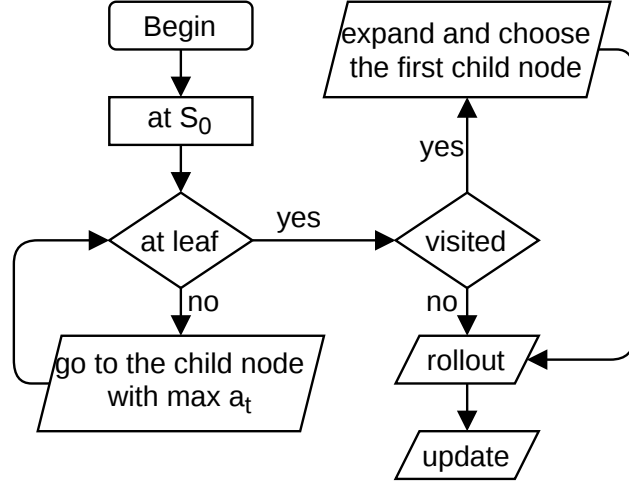 Begin
at S₀
at leaf
yes
no
go to the child node
with max aₜ
expand and choose
the first child node
yes
visited
no
rollout
update